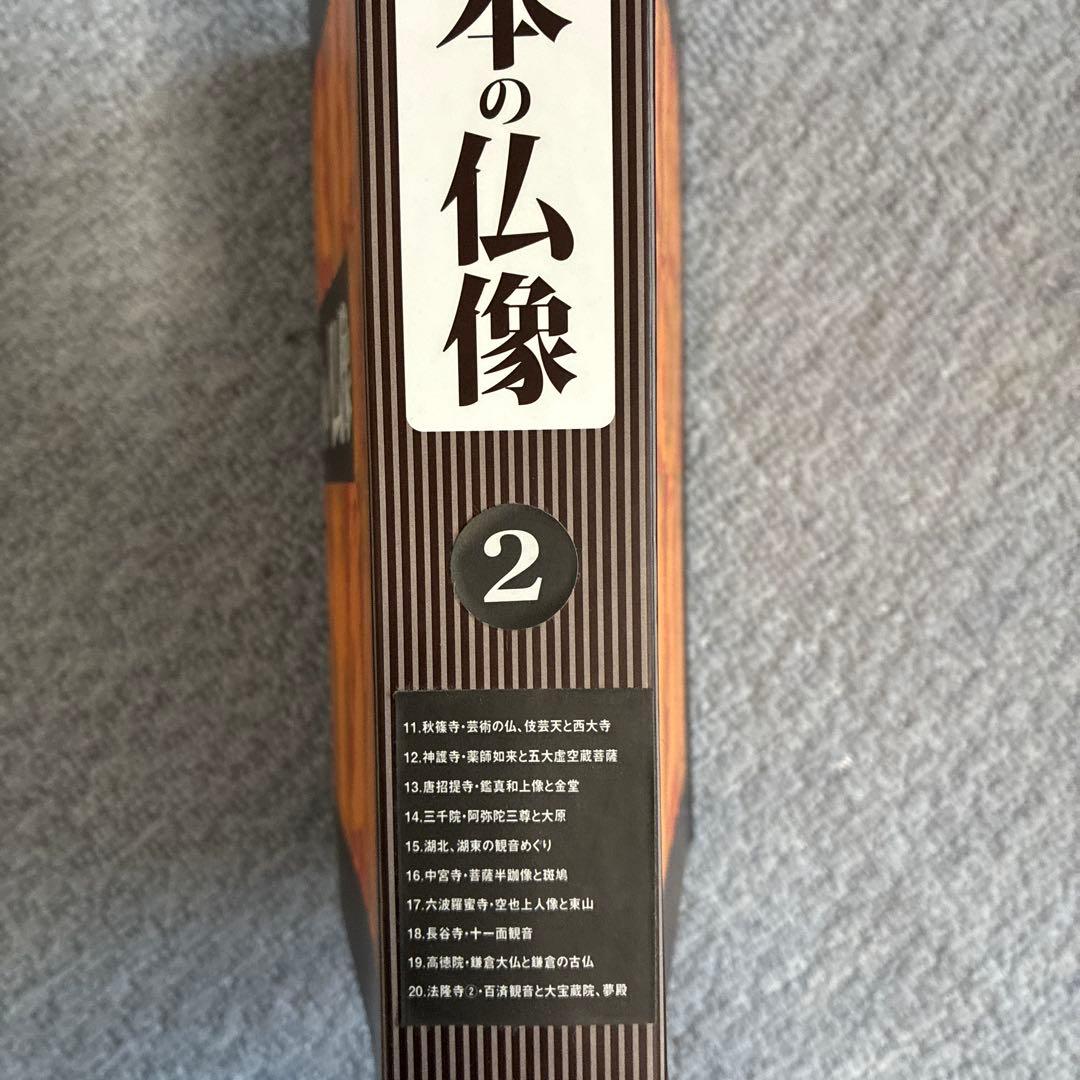 本の仏像
2
11.秋篠寺・芸術の仏、伎芸天と西大寺
12.神護寺・薬師如来と五大虚空蔵菩薩
13.唐招提寺・鑑真和上像と金堂
14.三千院・阿弥陀三尊と大原
15.湖北、湖東の観音めぐり
16.中宮寺・菩薩半跏像と斑鳩
17.六波羅蜜寺・空也上人像と東山
18.長谷寺・十一面観音
19.高徳院・鎌倉大仏と鎌倉の古仏
20.法隆寺②・百済観音と大宝蔵院、夢殿